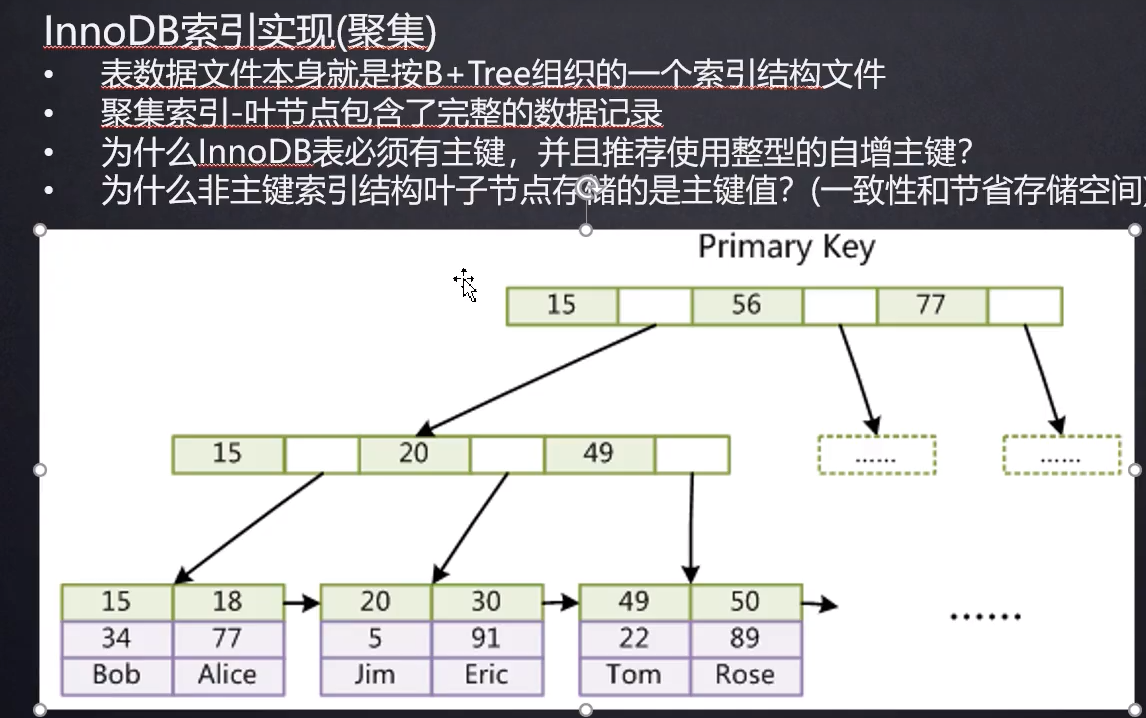 InnoDB索引实现(聚集)
• 表数据文件本身就是按B+Tree组织的一个索引结构文件
• 聚集索引-叶节点包含了完整的数据记录
• 为什么InnoDB表必须有主键，并且推荐使用整型的自增主键？
• 为什么非主键索引结构叶子节点存储的是主键值？(一致性和节省存储空间)
Primary Key
15 56 77
15 20 49 ...... ......
15 18 20 30 49 50
34 77 5 91 22 89 ......
Bob Alice Jim Eric Tom Rose